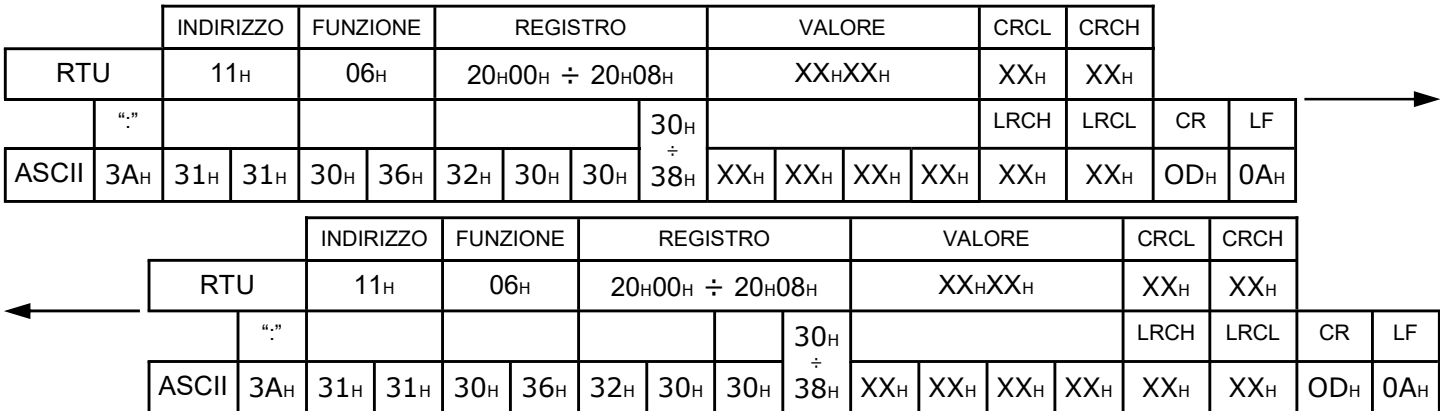 INDIRIZZO FUNZIONE REGISTRO VALORE CRCL CRCH
RTU 11H 06H 20H00H ÷ 20H08H XXHXXH XXH XXH
“:” 30H ÷ 38H LRCH LRCL CR LF
ASCII 3AH 31H 31H 30H 36H 32H 30H 30H XXH XXH XXH XXH XXH XXH ODH 0AH
INDIRIZZO FUNZIONE REGISTRO VALORE CRCL CRCH
RTU 11H 06H 20H00H ÷ 20H08H XXHXXH XXH XXH
“:” 30H ÷ 38H LRCH LRCL CR LF
ASCII 3AH 31H 31H 30H 36H 32H 30H 30H XXH XXH XXH XXH XXH XXH ODH 0AH